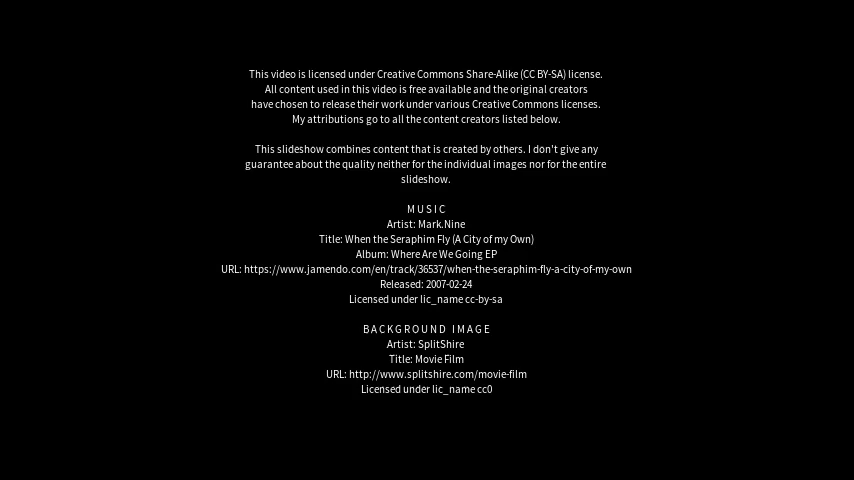 This video is licensed under Creative Commons Share-Alike (CC BY-SA) license.
All content used in this video is free available and the original creators
have chosen to release their work under various Creative Commons licenses.
My attributions go to all the content creators listed below.
This slideshow combines content that is created by others. I don't give any
guarantee about the quality neither for the individual images nor for the entire
slideshow.
MUSIC
Artist: Mark.Nine
Title: When the Seraphim Fly (A City of my Own)
Album: Where Are We Going EP
URL: https://www.jamendo.com/en/track/36537/when-the-seraphim-fly-a-city-of-my-own
Released: 2007-02-24
Licensed under lic_name cc-by-sa
BACKGROUND IMAGE
Artist: SplitShire
Title: Movie Film
URL: http://www.splitshire.com/movie-film
Licensed under lic_name cc0